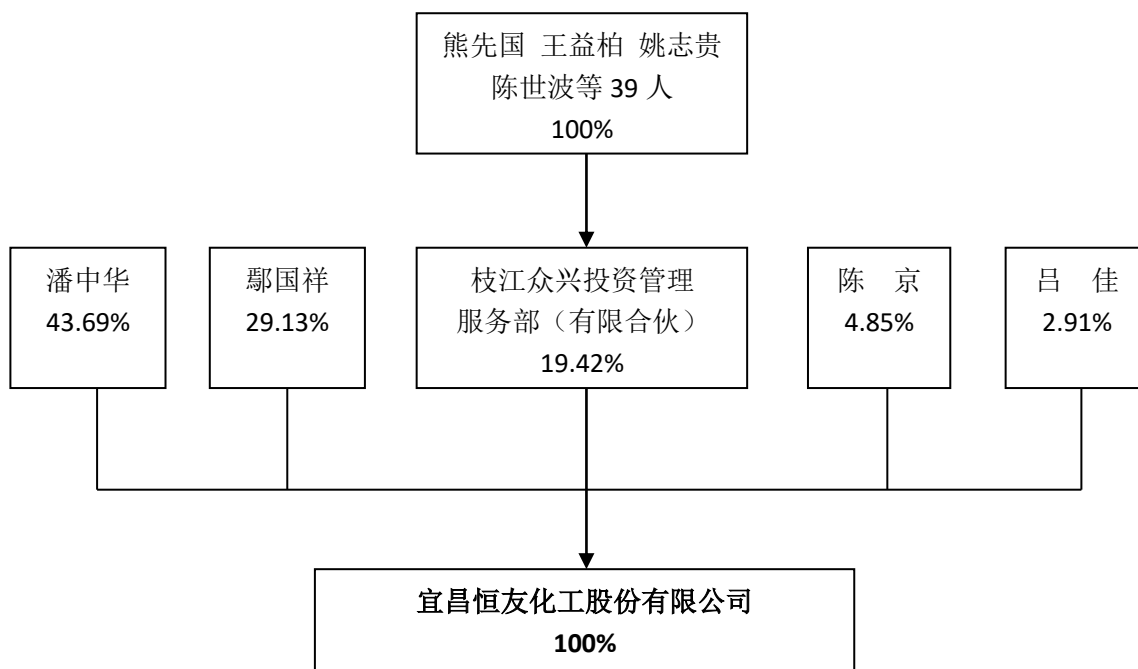 熊先国 王益柏 姚志贵
陈世波等 39 人
100%
潘中华
43.69%
鄢国祥
29.13%
枝江众兴投资管理
服务部（有限合伙）
19.42%
陈 京
4.85%
吕 佳
2.91%
宜昌恒友化工股份有限公司
100%